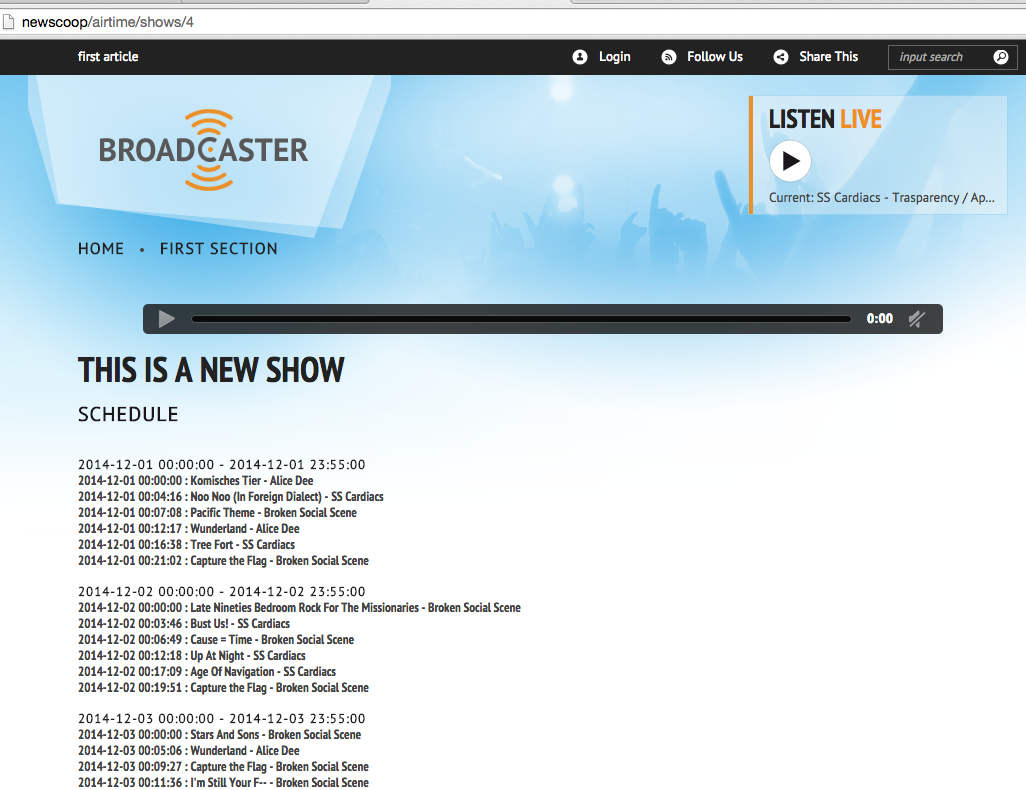 newscoop/airtime/shows/4
first article
Login
Follow Us
Share This
input search
BROADCASTER
LISTEN LIVE
Current: SS Cardiacs - Trasparency / Ap...
HOME • FIRST SECTION
0:00
THIS IS A NEW SHOW
SCHEDULE
2014-12-01 00:00:00 - 2014-12-01 23:55:00
2014-12-01 00:00:00 : Komisches Tier - Alice Dee
2014-12-01 00:04:16 : Noo Noo (In Foreign Dialect) - SS Cardiacs
2014-12-01 00:07:08 : Pacific Theme - Broken Social Scene
2014-12-01 00:12:17 : Wunderland - Alice Dee
2014-12-01 00:16:38 : Tree Fort - SS Cardiacs
2014-12-01 00:21:02 : Capture the Flag - Broken Social Scene
2014-12-02 00:00:00 - 2014-12-02 23:55:00
2014-12-02 00:00:00 : Late Nineties Bedroom Rock For The Missionaries - Broken Social Scene
2014-12-02 00:03:46 : Bust Us! - SS Cardiacs
2014-12-02 00:06:49 : Cause = Time - Broken Social Scene
2014-12-02 00:12:18 : Up At Night - SS Cardiacs
2014-12-02 00:17:09 : Age Of Navigation - SS Cardiacs
2014-12-02 00:19:51 : Capture the Flag - Broken Social Scene
2014-12-03 00:00:00 - 2014-12-03 23:55:00
2014-12-03 00:00:00 : Stars And Sons - Broken Social Scene
2014-12-03 00:05:06 : Wunderland - Alice Dee
2014-12-03 00:09:27 : Capture the Flag - Broken Social Scene
2014-12-03 00:11:36 : I'm Still Your F-- - Broken Social Scene